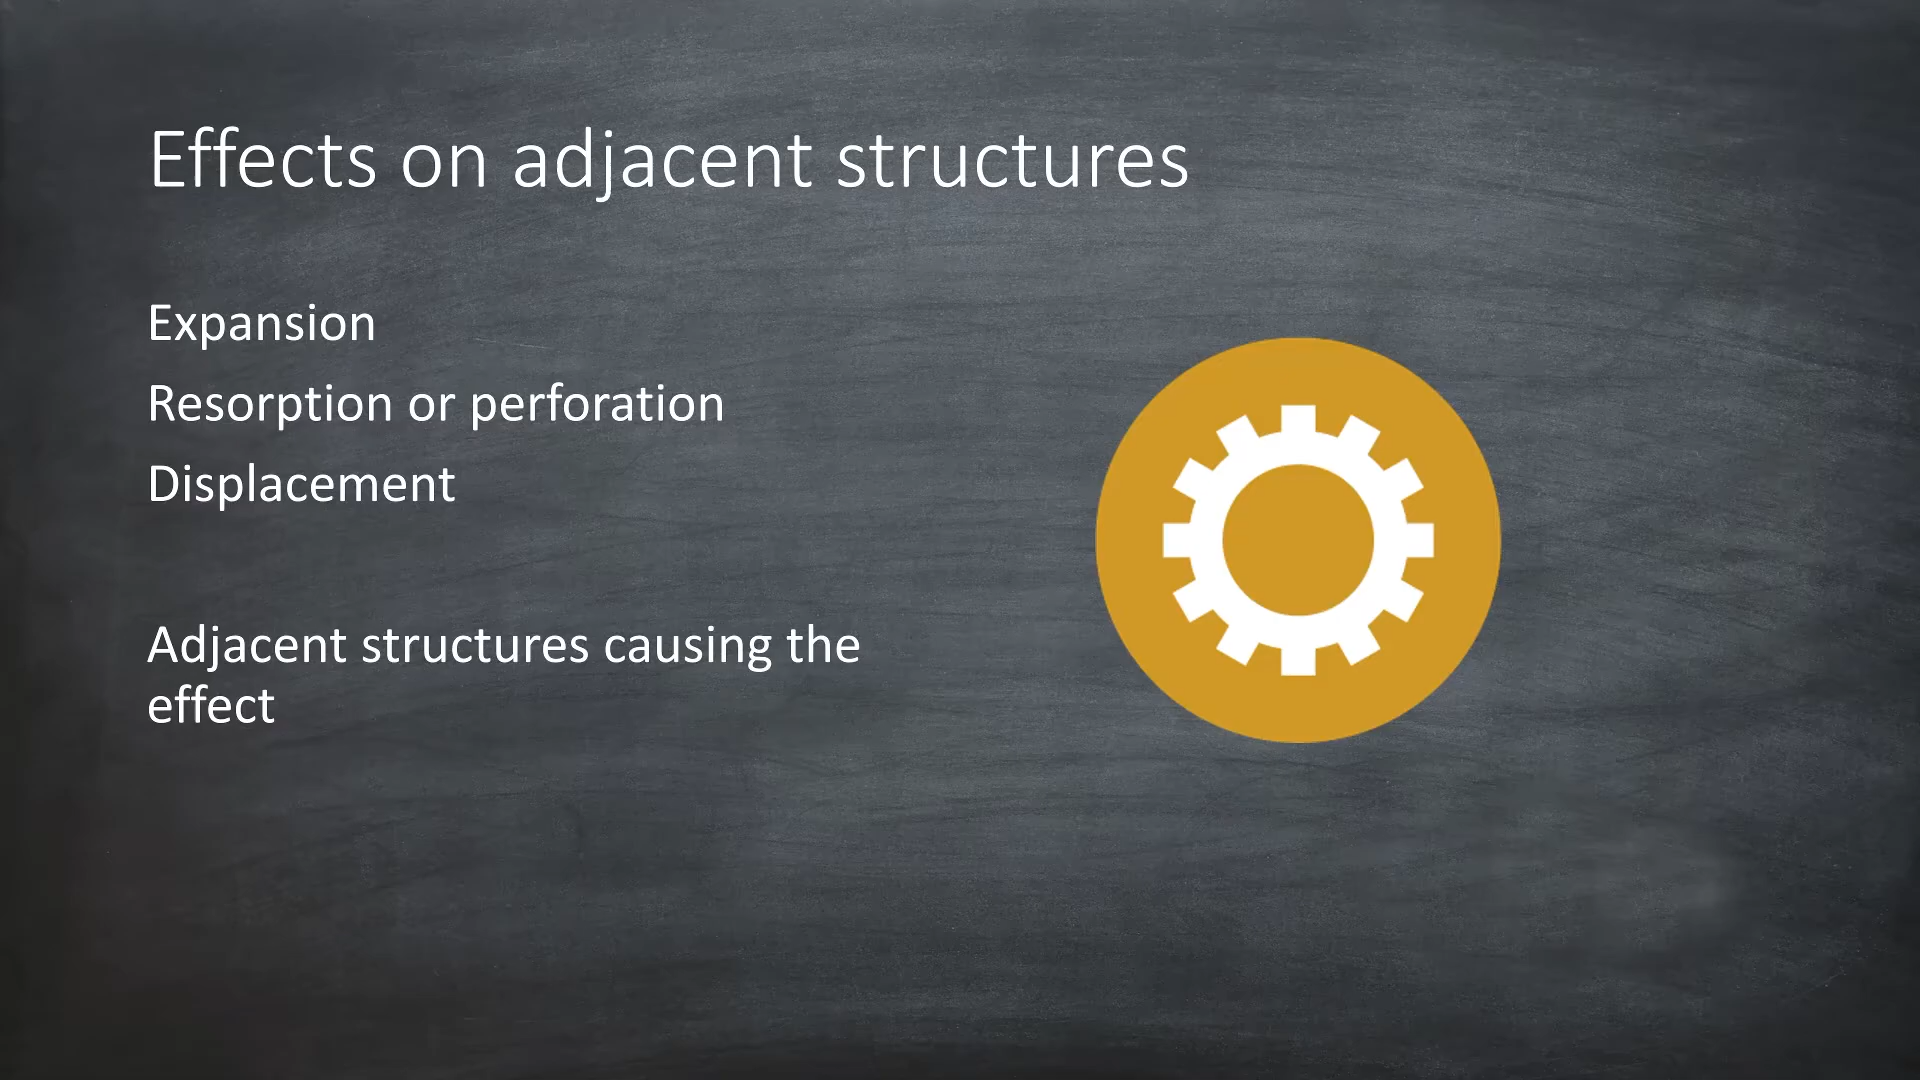 Effects on adjacent structures
Expansion
Resorption or perforation
Displacement
Adjacent structures causing the
effect